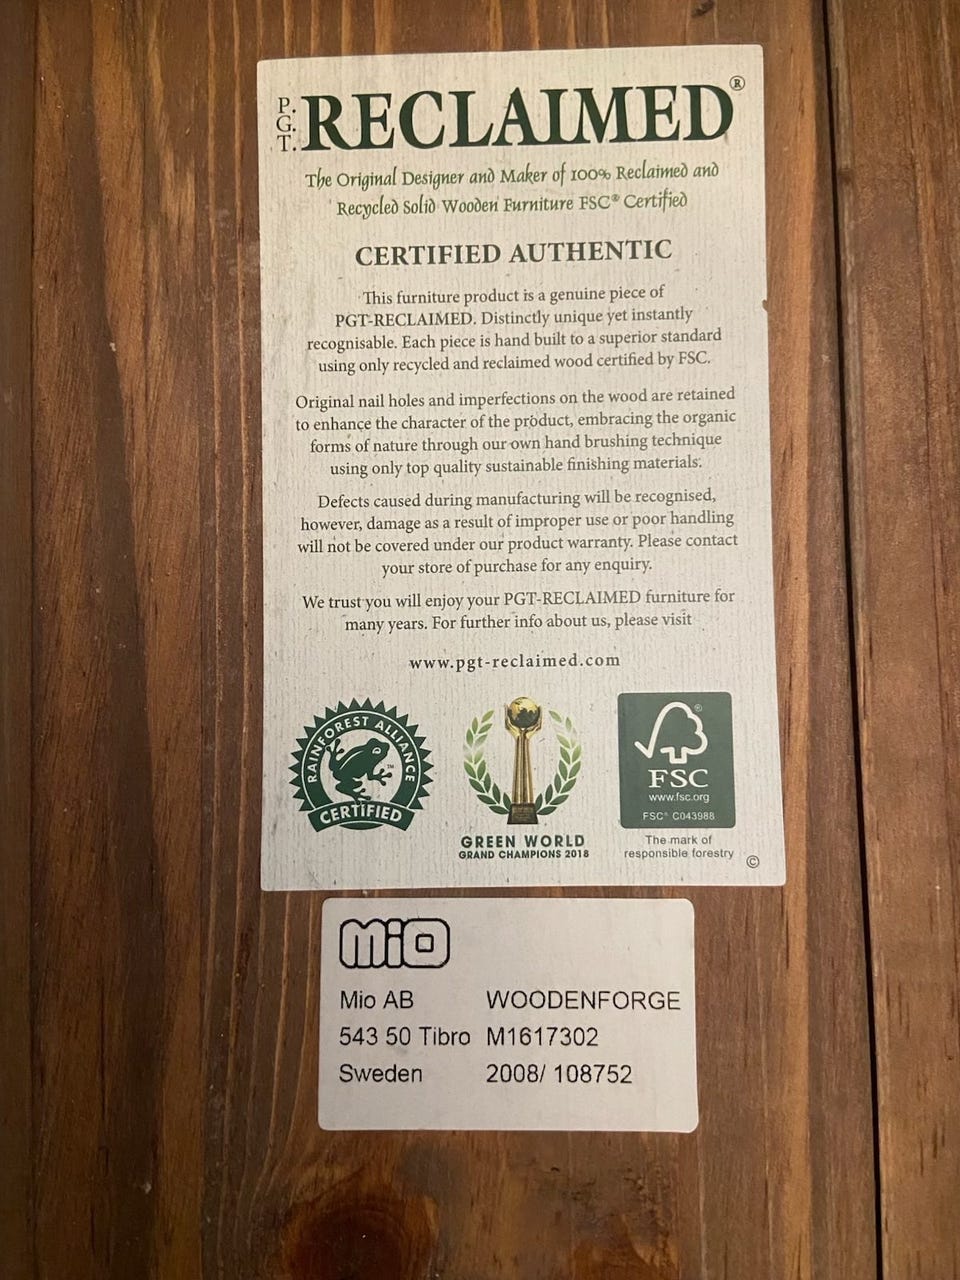 P.G.T. RECLAIMED®
The Original Designer and Maker of 100% Reclaimed and
Recycled Solid Wooden Furniture FSC® Certified
CERTIFIED AUTHENTIC
This furniture product is a genuine piece of
PGT-RECLAIMED. Distinctly unique yet instantly
recognisable. Each piece is hand built to a superior standard
using only recycled and reclaimed wood certified by FSC.
Original nail holes and imperfections on the wood are retained
to enhance the character of the product, embracing the organic
forms of nature through our own hand brushing technique
using only top quality sustainable finishing materials.
Defects caused during manufacturing will be recognised,
however, damage as a result of improper use or poor handling
will not be covered under our product warranty. Please contact
your store of purchase for any enquiry.
We trust you will enjoy your PGT-RECLAIMED furniture for
many years. For further info about us, please visit
www.pgt-reclaimed.com
RAINFOREST ALLIANCE
TM
CERTIFIED
GREEN WORLD
GRAND CHAMPIONS 2018
®
FSC
www.fsc.org
FSC® C043988
The mark of
responsible forestry
©
MiO
Mio AB WOODENFORGE
543 50 Tibro M1617302
Sweden 2008/ 108752